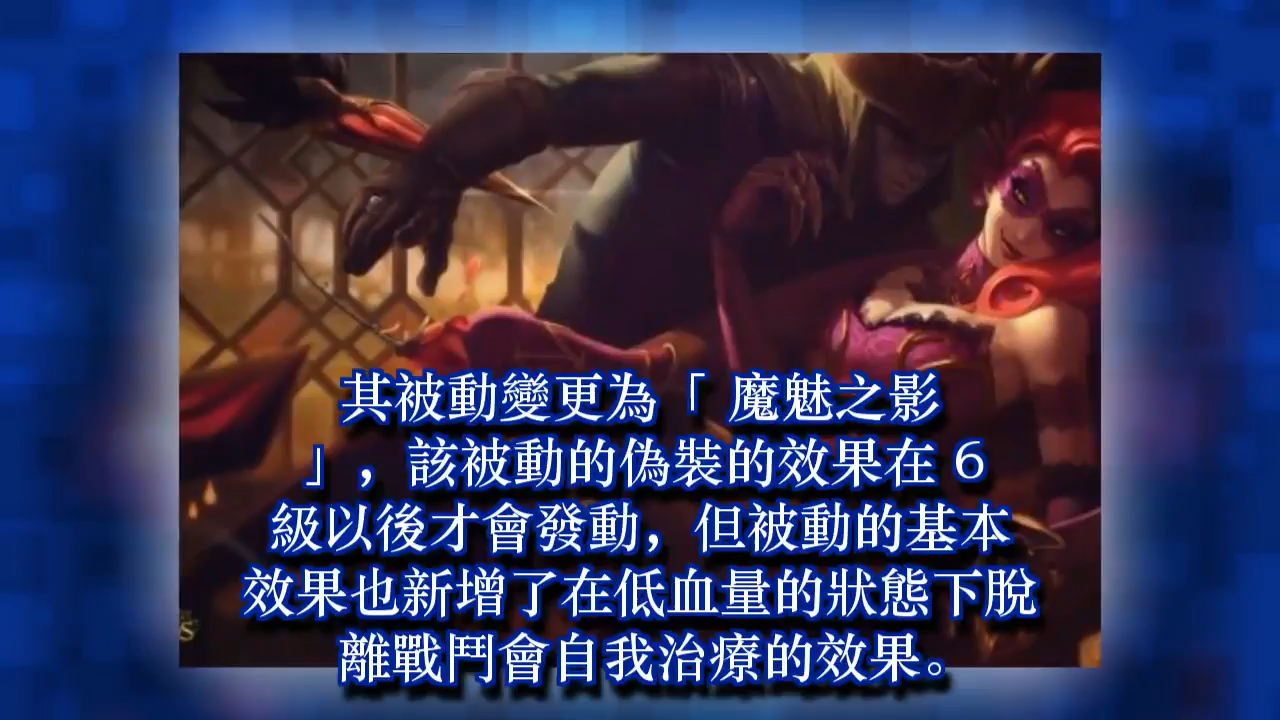 其被動變更為「 魔魅之影
」，該被動的偽裝的效果在 6
級以後才會發動，但被動的基本
效果也新增了在低血量的狀態下脫
離戰鬥會自我治療的效果。